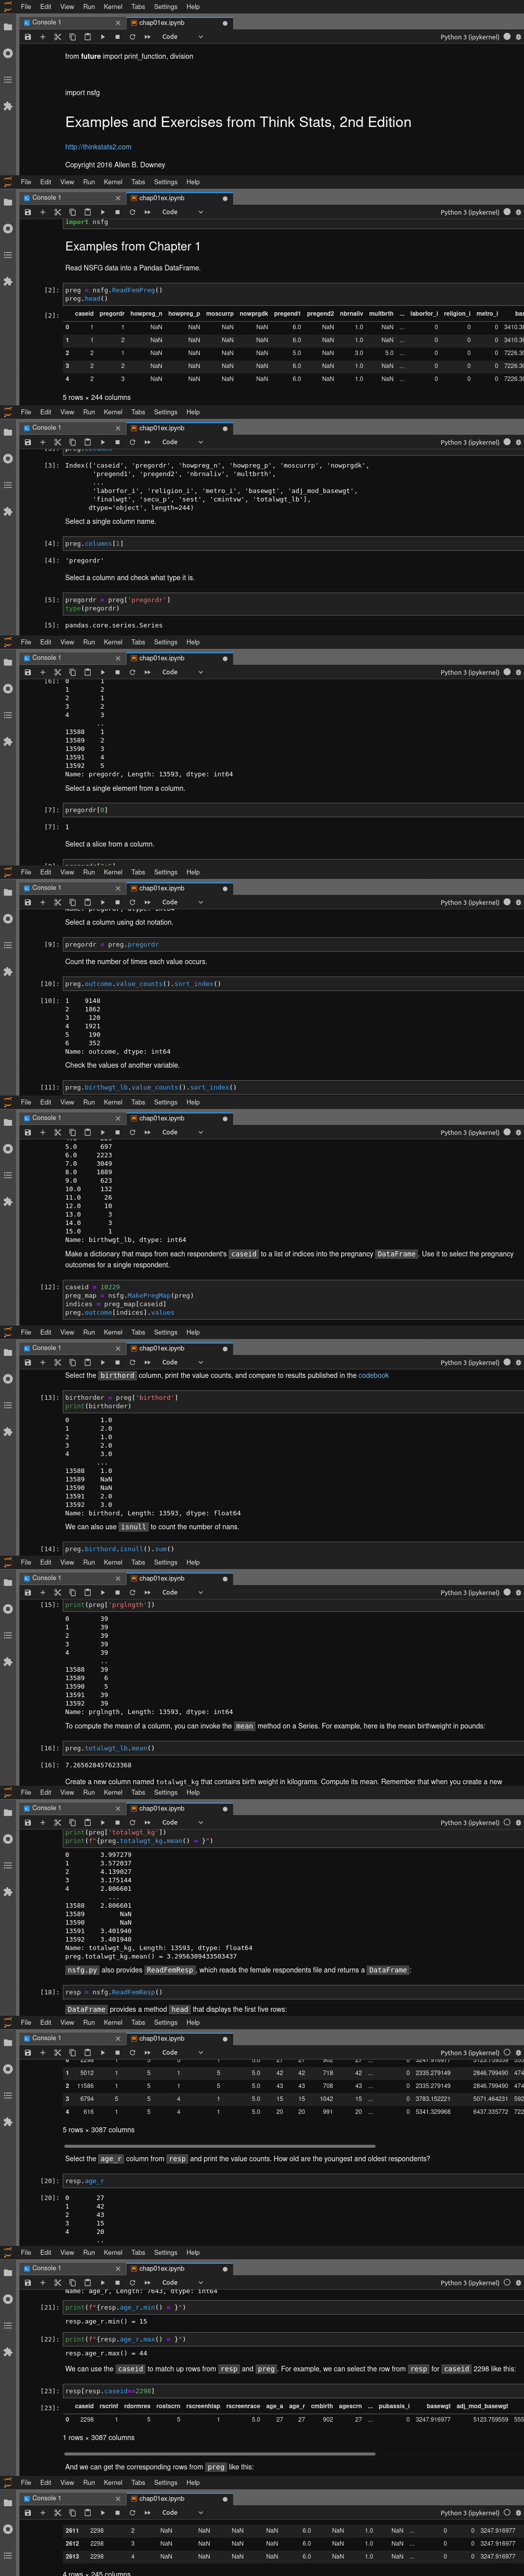 File Edit View Run Kernel Tabs Settings Help
Console 1 chap01ex.ipynb
Code Python 3 (ipykernel)
from future import print_function, division
import nsfg
Examples and Exercises from Think Stats, 2nd Edition
http://thinkstats2.com
Copyright 2016 Allen B. Downey
File Edit View Run Kernel Tabs Settings Help
Console 1 chap01ex.ipynb
Code Python 3 (ipykernel)
import nsfg
Examples from Chapter 1
Read NSFG data into a Pandas DataFrame.
[2]: preg = nsfg.ReadFemPreg()
preg.head()
[2]: caseid pregordr howpreg_n howpreg_p moscurrp nowprgdk pregend1 pregend2 nbrnaliv multbrth ... laborfor_i religion_i metro_i
0 1 1 NaN NaN NaN NaN 6.0 NaN 1.0 NaN ... 0 0 0 3410.38
1 1 2 NaN NaN NaN NaN 6.0 NaN 1.0 NaN ... 0 0 0 3410.38
2 2 1 NaN NaN NaN NaN 5.0 NaN 3.0 5.0 ... 0 0 0 7226.30
3 2 2 NaN NaN NaN NaN 6.0 NaN 1.0 NaN ... 0 0 0 7226.30
4 2 3 NaN NaN NaN NaN 6.0 NaN 1.0 NaN ... 0 0 0 7226.30
5 rows × 244 columns
File Edit View Run Kernel Tabs Settings Help
Console 1 chap01ex.ipynb
Code Python 3 (ipykernel)
[3]: Index(['caseid', 'pregordr', 'howpreg_n', 'howpreg_p', 'moscurrp', 'nowprgdk',
'pregend1', 'pregend2', 'nbrnaliv', 'multbrth',
...
'laborfor_i', 'religion_i', 'metro_i', 'basewgt', 'adj_mod_basewgt',
'finalwgt', 'secu_p', 'sest', 'cmintvw', 'totalwgt_lb'],
dtype='object', length=244)
Select a single column name.
[4]: preg.columns[1]
[4]: 'pregordr'
Select a column and check what type it is.
[5]: pregordr = preg['pregordr']
type(pregordr)
[5]: pandas.core.series.Series
File Edit View Run Kernel Tabs Settings Help
Console 1 chap01ex.ipynb
Code Python 3 (ipykernel)
[6]: 0 1
1 2
2 1
3 2
4 3
..
13588 1
13589 2
13590 3
13591 4
13592 5
Name: pregordr, Length: 13593, dtype: int64
Select a single element from a column.
[7]: pregordr[0]
[7]: 1
Select a slice from a column.
File Edit View Run Kernel Tabs Settings Help
Console 1 chap01ex.ipynb
Code Python 3 (ipykernel)
Select a column using dot notation.
[9]: pregordr = preg.pregordr
Count the number of times each value occurs.
[10]: preg.outcome.value_counts().sort_index()
[10]: 1 9148
2 1862
3 120
4 1921
5 190
6 352
Name: outcome, dtype: int64
Check the values of another variable.
[11]: preg.birthwgt_lb.value_counts().sort_index()
File Edit View Run Kernel Tabs Settings Help
Console 1 chap01ex.ipynb
Code Python 3 (ipykernel)
5.0 697
6.0 2223
7.0 3049
8.0 1889
9.0 623
10.0 132
11.0 26
12.0 10
13.0 3
14.0 3
15.0 1
Name: birthwgt_lb, dtype: int64
Make a dictionary that maps from each respondent's caseid to a list of indices into the pregnancy DataFrame. Use it to select the pregnancy
outcomes for a single respondent.
[12]: caseid = 10229
preg_map = nsfg.MakePregMap(preg)
indices = preg_map[caseid]
preg.outcome[indices].values
File Edit View Run Kernel Tabs Settings Help
Console 1 chap01ex.ipynb
Code Python 3 (ipykernel)
Select the birthord column, print the value counts, and compare to results published in the codebook
[13]: birthorder = preg['birthord']
print(birthorder)
0 1.0
1 2.0
2 1.0
3 2.0
4 3.0
...
13588 1.0
13589 NaN
13590 NaN
13591 2.0
13592 3.0
Name: birthord, Length: 13593, dtype: float64
We can also use isnull to count the number of nans.
[14]: preg.birthord.isnull().sum()
File Edit View Run Kernel Tabs Settings Help
Console 1 chap01ex.ipynb
Code Python 3 (ipykernel)
[15]: print(preg['prglngth'])
0 39
1 39
2 39
3 39
4 39
..
13588 39
13589 6
13590 5
13591 39
13592 39
Name: prglngth, Length: 13593, dtype: int64
To compute the mean of a column, you can invoke the mean method on a Series. For example, here is the mean birthweight in pounds:
[16]: preg.totalwgt_lb.mean()
[16]: 7.265628457623368
Create a new column named totalwgt_kg that contains birth weight in kilograms. Compute its mean. Remember that when you create a new
File Edit View Run Kernel Tabs Settings Help
Console 1 chap01ex.ipynb
Code Python 3 (ipykernel)
print(preg['totalwgt_kg'])
print(f"{preg.totalwgt_kg.mean() = }")
0 3.997279
1 3.572037
2 4.139027
3 3.175144
4 2.806601
...
13588 2.806601
13589 NaN
13590 NaN
13591 3.401940
13592 3.401940
Name: totalwgt_kg, Length: 13593, dtype: float64
preg.totalwgt_kg.mean() = 3.2956309433503437
nsfg.py also provides ReadFemResp, which reads the female respondents file and returns a DataFrame:
[18]: resp = nsfg.ReadFemResp()
DataFrame provides a method head that displays the first five rows:
File Edit View Run Kernel Tabs Settings Help
Console 1 chap01ex.ipynb
Code Python 3 (ipykernel)
0 2298 1 5 5 1 5.0 27 27 902 27 ... 0 3247.916977 5123.759559
1 5012 1 5 1 5 5.0 42 42 718 42 ... 0 2335.279149 2846.799490 474
2 11586 1 5 1 5 5.0 43 43 708 43 ... 0 2335.279149 2846.799490 474
3 6794 5 5 4 1 5.0 15 15 1042 15 ... 0 3783.152221 5071.464231 592
4 616 1 5 4 1 5.0 20 20 991 20 ... 0 5341.329968 6437.335772 722
5 rows × 3087 columns
Select the age_r column from resp and print the value counts. How old are the youngest and oldest respondents?
[20]: resp.age_r
[20]: 0 27
1 42
2 43
3 15
4 20
..
File Edit View Run Kernel Tabs Settings Help
Console 1 chap01ex.ipynb
Code Python 3 (ipykernel)
Name: age_r, Length: 7643, dtype: int64
[21]: print(f"{resp.age_r.min() = }")
resp.age_r.min() = 15
[22]: print(f"{resp.age_r.max() = }")
resp.age_r.max() = 44
We can use the caseid to match up rows from resp and preg. For example, we can select the row from resp for caseid 2298 like this:
[23]: resp[resp.caseid==2298]
[23]: caseid rscrinf rdormres rostscrn rscreenhisp rscreenrace age_a age_r cmbirth agescrn ... pubassis_i basewgt adj_mod_basewgt
0 2298 1 5 5 1 5.0 27 27 902 27 ... 0 3247.916977 5123.759559 555
1 rows × 3087 columns
And we can get the corresponding rows from preg like this:
File Edit View Run Kernel Tabs Settings Help
Console 1 chap01ex.ipynb
Code Python 3 (ipykernel)
2611 2298 2 NaN NaN NaN NaN 6.0 NaN 1.0 NaN ... 0 0 3247.916977
2612 2298 3 NaN NaN NaN NaN 6.0 NaN 1.0 NaN ... 0 0 3247.916977
2613 2298 4 NaN NaN NaN NaN 6.0 NaN 1.0 NaN ... 0 0 3247.916977
4 rows × 245 columns